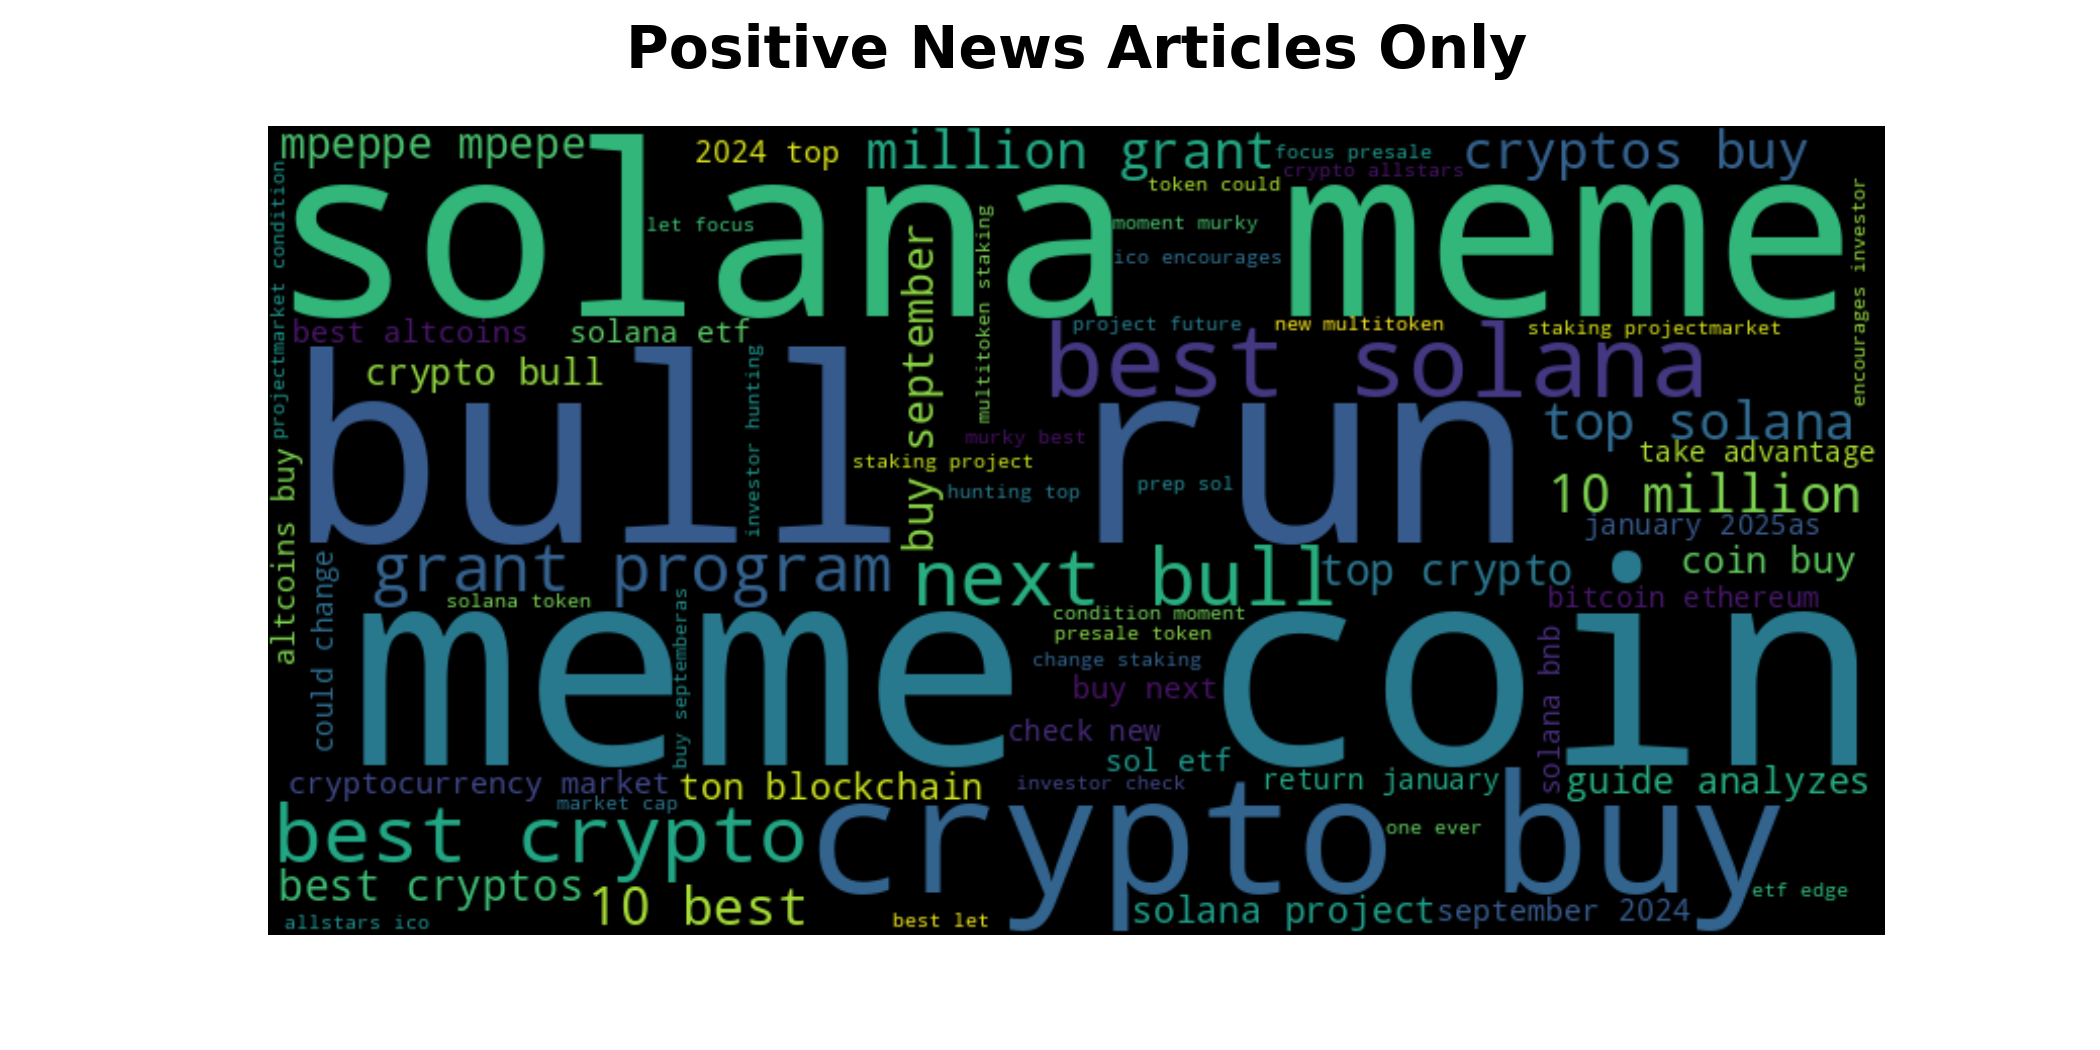 Positive News Articles Only
mpeppe mpepe
2024 top
million grant
focus presale
cryptos buy
crypto allstars
token could
solana meme
let focus
moment murky
ico encourages
multitoken staking
encourages investor
projectmarket condition
buy september
best altcoins
solana etf
project future
new multitoken
staking projectmarket
best solana
crypto bull
investor hunting
bull run
top solana
murky best
take advantage
staking project
hunting top
prep sol
10 million
january 2025as
altcoins buy
could change
grant program
next bull
top crypto
coin buy
solana token
bitcoin ethereum
condition moment
presale token
meme coin
buy septemberas
change staking
buy next
solana bnb
check new
sol etf
cryptocurrency market
ton blockchain
investor check
return january
guide analyzes
market cap
best crypto
crypto buy
one ever
best cryptos
10 best
etf edge
allstars ico
best let
solana project
september 2024